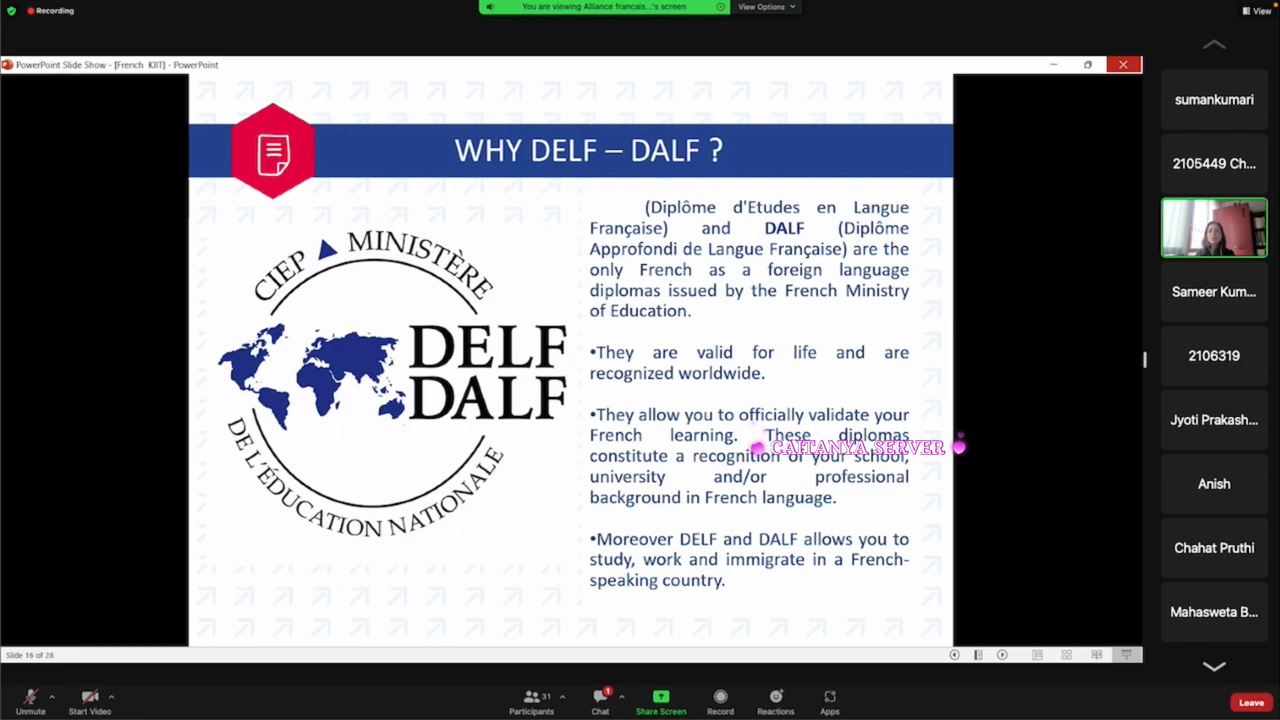 Recording
You are viewing Alliance francais...'s screen
View Options
View
PowerPoint Slide Show - [French KIIT] - PowerPoint
WHY DELF – DALF ?
CIEP MINISTÈRE
DELF
DALF
DE L'ÉDUCATION NATIONALE
(Diplôme d'Etudes en Langue
Française) and DALF (Diplôme
Approfondi de Langue Française) are the
only French as a foreign language
diplomas issued by the French Ministry
of Education.
•They are valid for life and are
recognized worldwide.
•They allow you to officially validate your
French learning. These diplomas
constitute a recognition of your school,
university and/or professional
background in French language.
•Moreover DELF and DALF allows you to
study, work and immigrate in a French-
speaking country.
CAITANYA SERVER
sumankumari
2105449 Ch...
Sameer Kum...
2106319
Jyoti Prakash...
Anish
Chahat Pruthi
Mahasweta B...
Slide 16 of 28
Unmute
Start Video
31
Participants
1
Chat
Share Screen
Record
Reactions
Apps
Leave